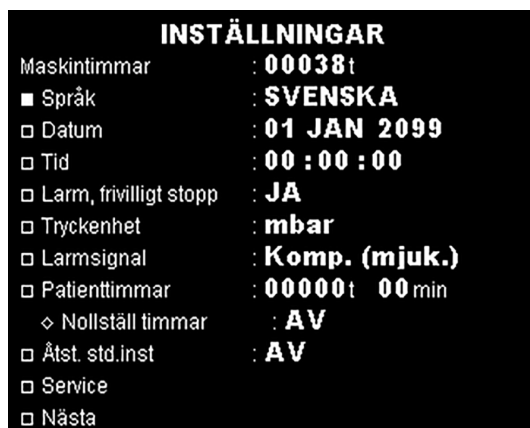 INSTÄLLNINGAR
Maskintimmar : 00038t
Språk : SVENSKA
Datum : 01 JAN 2099
Tid : 00:00:00
Larm, frivilligt stopp : JA
Tryckenhet : mbar
Larmsignal : Komp. (mjuk.)
Patienttimmar : 00000t 00min
Nollställ timmar : AV
Åtst. std.inst : AV
Service
Nästa